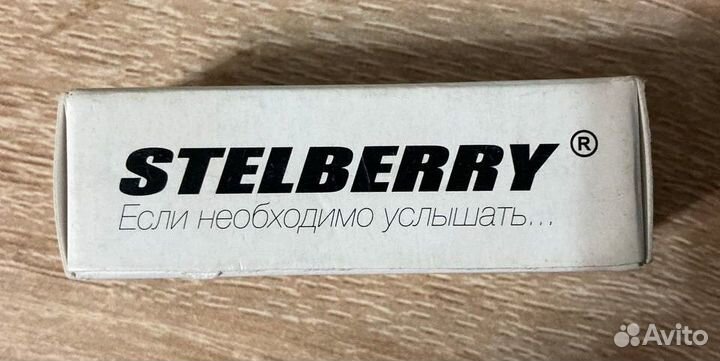 STELBERRY®
Если необходимо услышать...
Avito